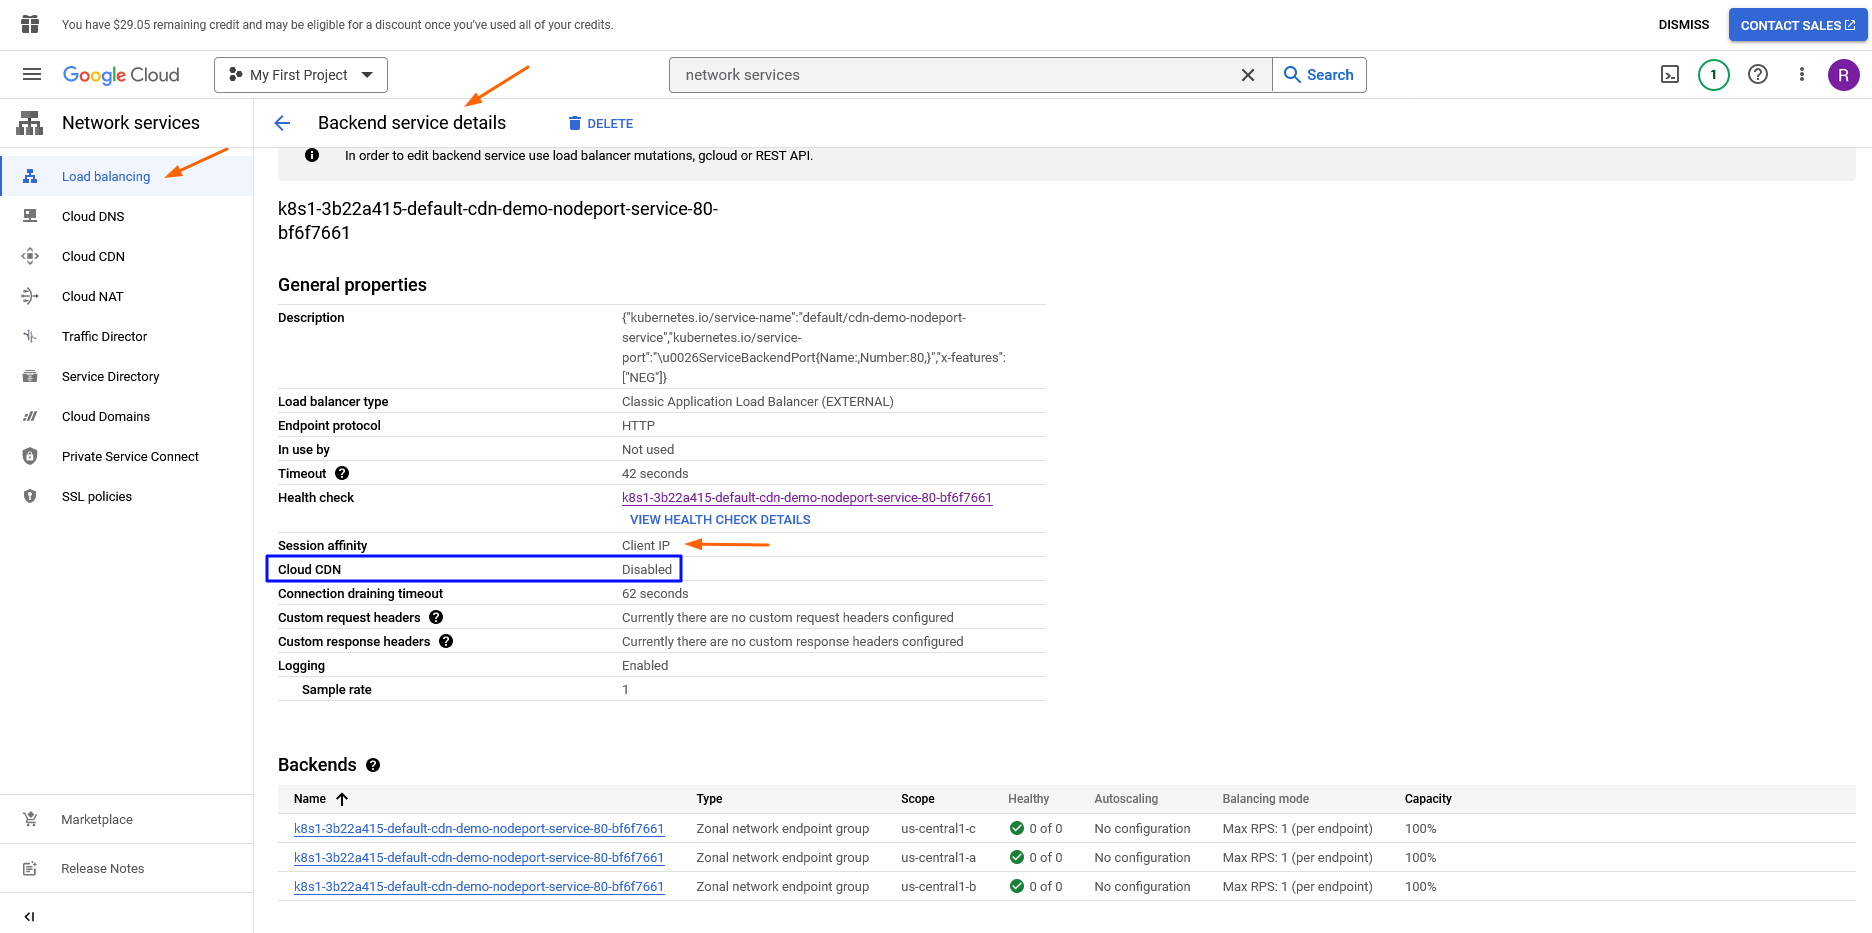 You have $29.05 remaining credit and may be eligible for a discount once you've used all of your credits.
DISMISS
CONTACT SALES
Google Cloud
My First Project
network services
Search
1
R
Network services
Backend service details
DELETE
Load balancing
Cloud DNS
Cloud CDN
Cloud NAT
Traffic Director
Service Directory
Cloud Domains
Private Service Connect
SSL policies
Marketplace
Release Notes
In order to edit backend service use load balancer mutations, gcloud or REST API.
k8s1-3b22a415-default-cdn-demo-nodeport-service-80-
bf6f7661
General properties
Description
{"kubernetes.io/service-name":"default/cdn-demo-nodeport-
service","kubernetes.io/service-
port":"\u0026ServiceBackendPort{Name:,Number:80,}","x-features":
["NEG"]}
Load balancer type Classic Application Load Balancer (EXTERNAL)
Endpoint protocol HTTP
In use by Not used
Timeout 42 seconds
Health check k8s1-3b22a415-default-cdn-demo-nodeport-service-80-bf6f7661
VIEW HEALTH CHECK DETAILS
Session affinity Client IP
Cloud CDN Disabled
Connection draining timeout 62 seconds
Custom request headers Currently there are no custom request headers configured
Custom response headers Currently there are no custom response headers configured
Logging Enabled
Sample rate 1
Backends
Name Type Scope Healthy Autoscaling Balancing mode Capacity
k8s1-3b22a415-default-cdn-demo-nodeport-service-80-bf6f7661 Zonal network endpoint group us-central1-c 0 of 0 No configuration Max RPS: 1 (per endpoint) 100%
k8s1-3b22a415-default-cdn-demo-nodeport-service-80-bf6f7661 Zonal network endpoint group us-central1-a 0 of 0 No configuration Max RPS: 1 (per endpoint) 100%
k8s1-3b22a415-default-cdn-demo-nodeport-service-80-bf6f7661 Zonal network endpoint group us-central1-b 0 of 0 No configuration Max RPS: 1 (per endpoint) 100%